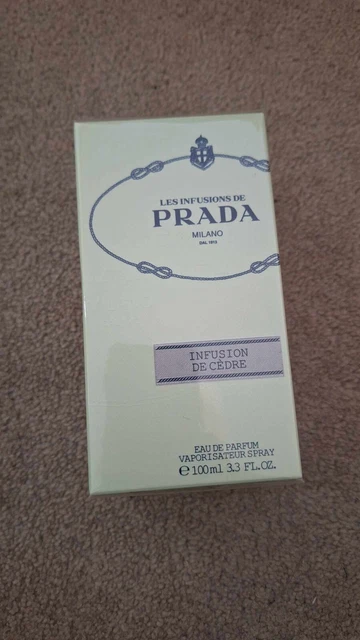 LES INFUSIONS DE
PRADA
MILANO
DAL 1913
INFUSION
DE CÈDRE
EAU DE PARFUM
VAPORISATEUR SPRAY
℮ 100 ml 3.3 FL.OZ.